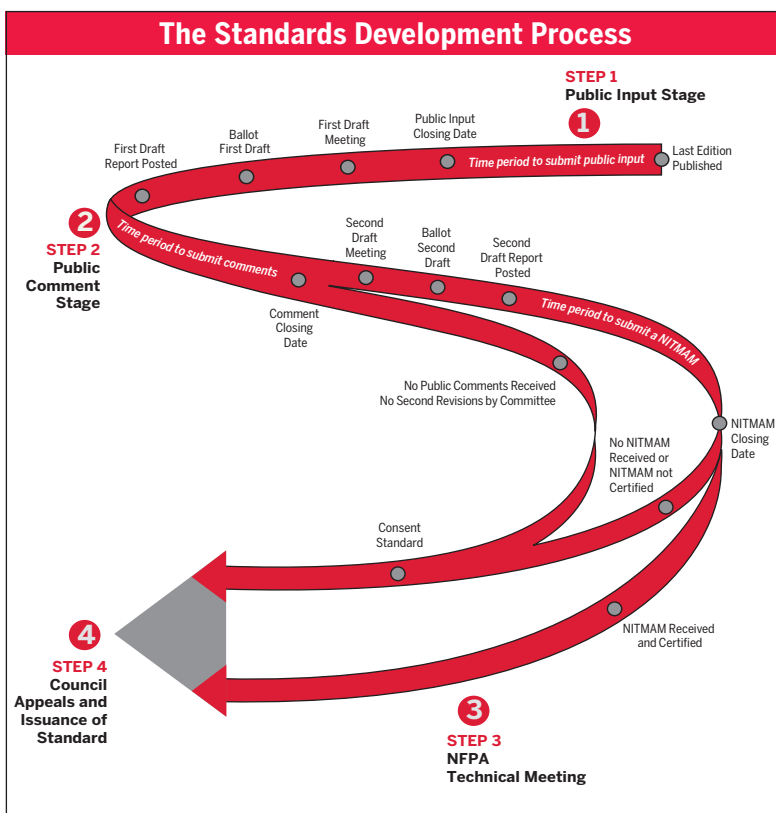 The Standards Development Process
STEP 1
Public Input Stage
1
Public Input
Closing Date
First Draft
Meeting
Ballot
First Draft
First Draft
Report Posted
Time period to submit public input
Last Edition
Published
2
STEP 2
Public
Comment
Stage
Time period to submit comments
Second
Draft
Meeting
Ballot
Second
Draft
Second
Draft Report
Posted
Time period to submit a NITMAM
Comment
Closing
Date
No Public Comments Received
No Second Revisions by Committee
NITMAM
Closing
Date
No NITMAM
Received or
NITMAM not
Certified
Consent
Standard
NITMAM Received
and Certified
3
STEP 3
NFPA
Technical Meeting
4
STEP 4
Council
Appeals and
Issuance of
Standard